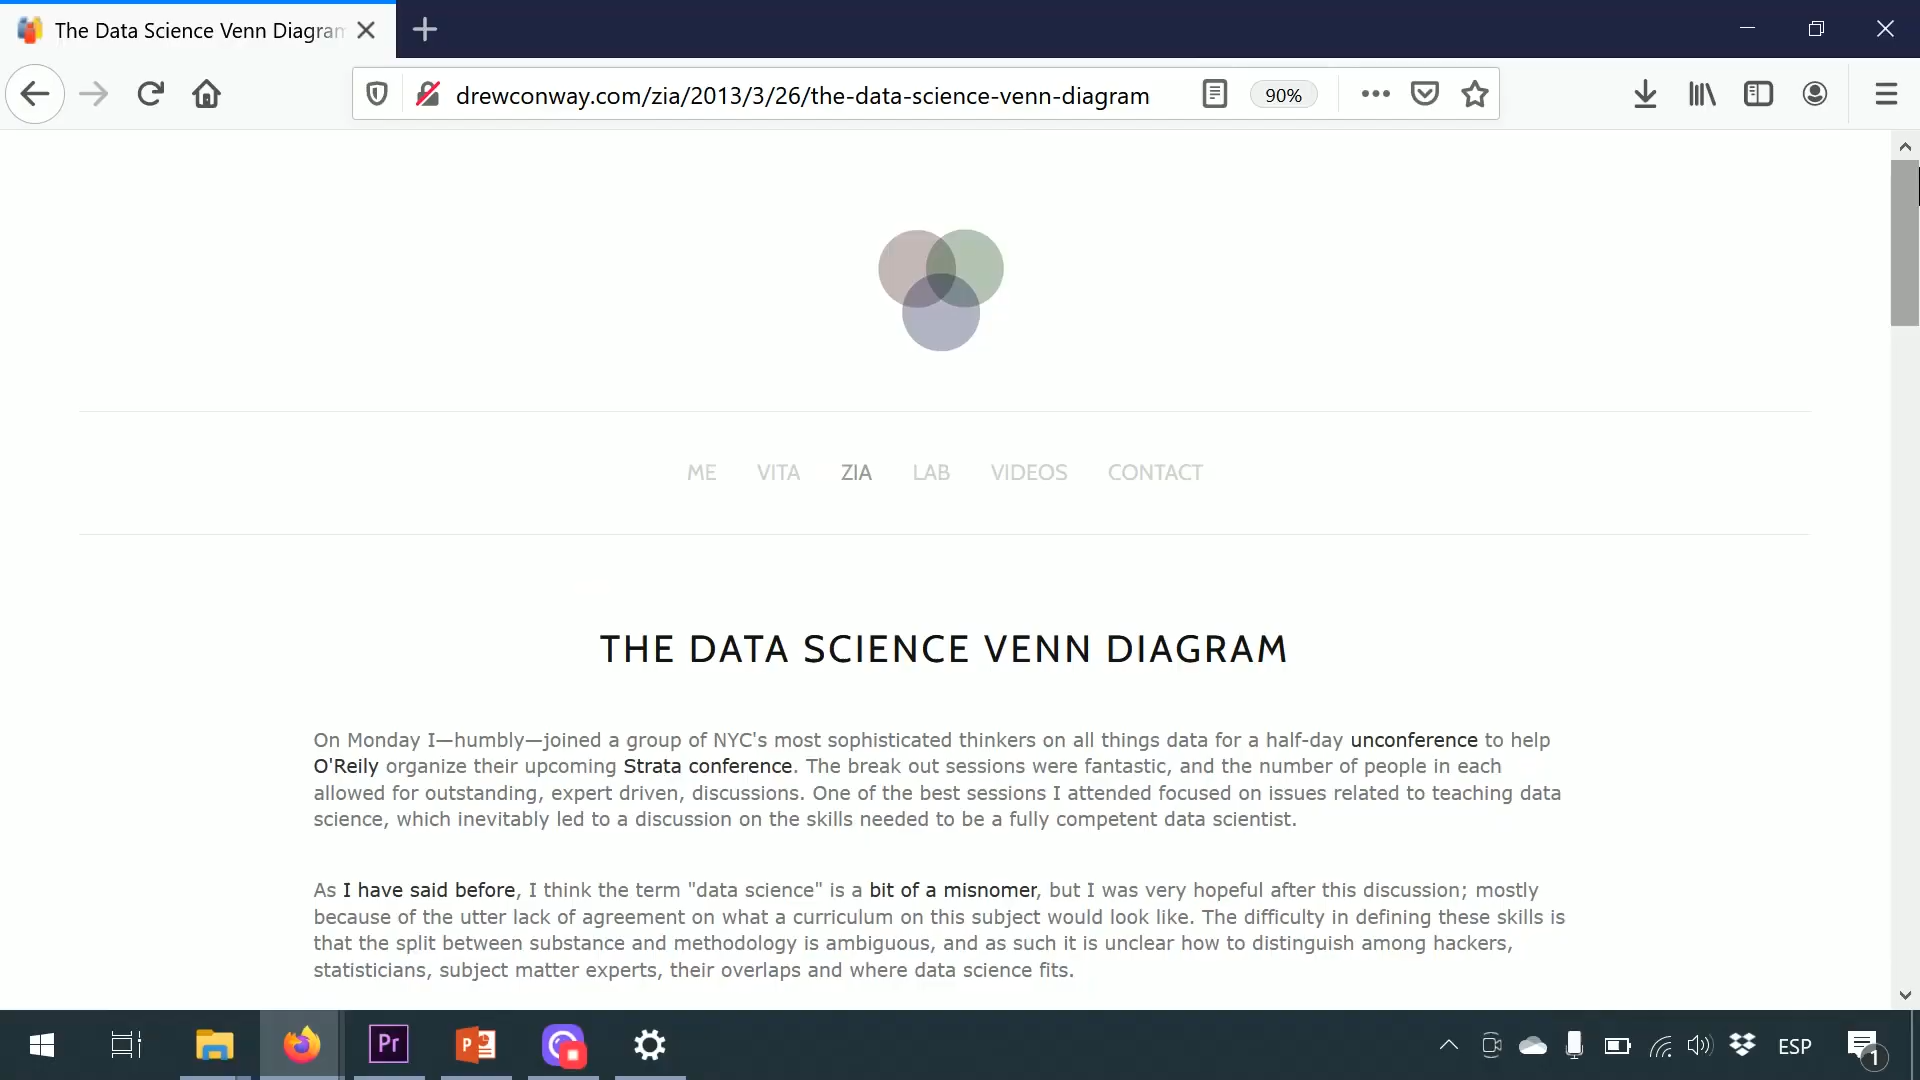 The Data Science Venn Diagram
drewconway.com/zia/2013/3/26/the-data-science-venn-diagram
90%
ME VITA ZIA LAB VIDEOS CONTACT
THE DATA SCIENCE VENN DIAGRAM
On Monday I—humbly—joined a group of NYC's most sophisticated thinkers on all things data for a half-day unconference to help
O'Reily organize their upcoming Strata conference. The break out sessions were fantastic, and the number of people in each
allowed for outstanding, expert driven, discussions. One of the best sessions I attended focused on issues related to teaching data
science, which inevitably led to a discussion on the skills needed to be a fully competent data scientist.
As I have said before, I think the term "data science" is a bit of a misnomer, but I was very hopeful after this discussion; mostly
because of the utter lack of agreement on what a curriculum on this subject would look like. The difficulty in defining these skills is
that the split between substance and methodology is ambiguous, and as such it is unclear how to distinguish among hackers,
statisticians, subject matter experts, their overlaps and where data science fits.
Pr
P
ESP
1